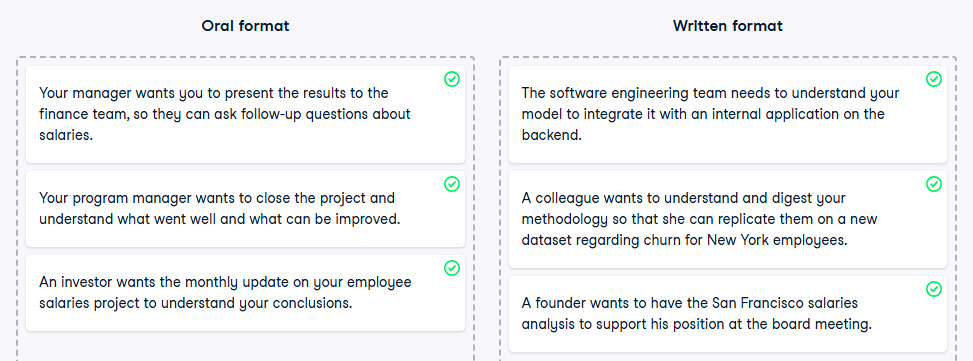 Oral format
Your manager wants you to present the results to the
finance team, so they can ask follow-up questions about
salaries.
Your program manager wants to close the project and
understand what went well and what can be improved.
An investor wants the monthly update on your employee
salaries project to understand your conclusions.
Written format
The software engineering team needs to understand your
model to integrate it with an internal application on the
backend.
A colleague wants to understand and digest your
methodology so that she can replicate them on a new
dataset regarding churn for New York employees.
A founder wants to have the San Francisco salaries
analysis to support his position at the board meeting.